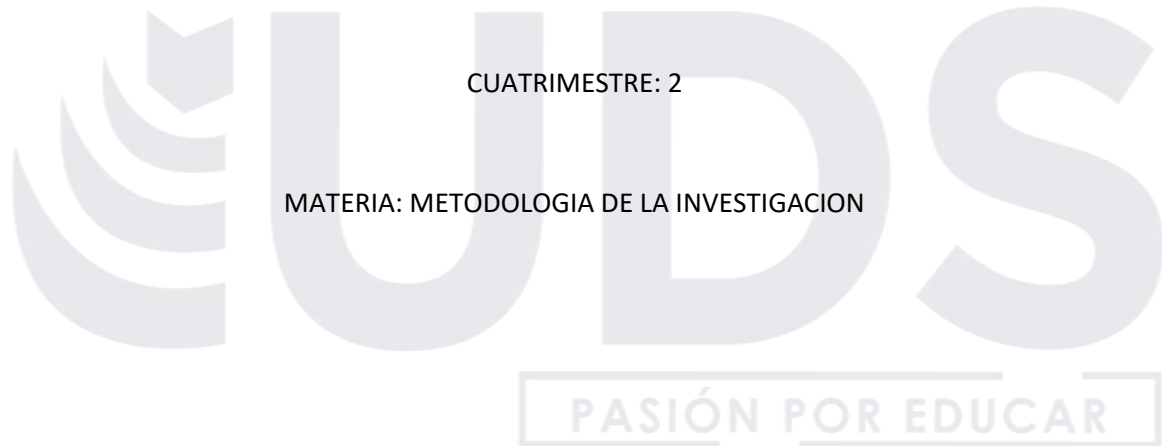 CUATRIMESTRE: 2
MATERIA: METODOLOGIA DE LA INVESTIGACION
UDS
PASIÓN POR EDUCAR